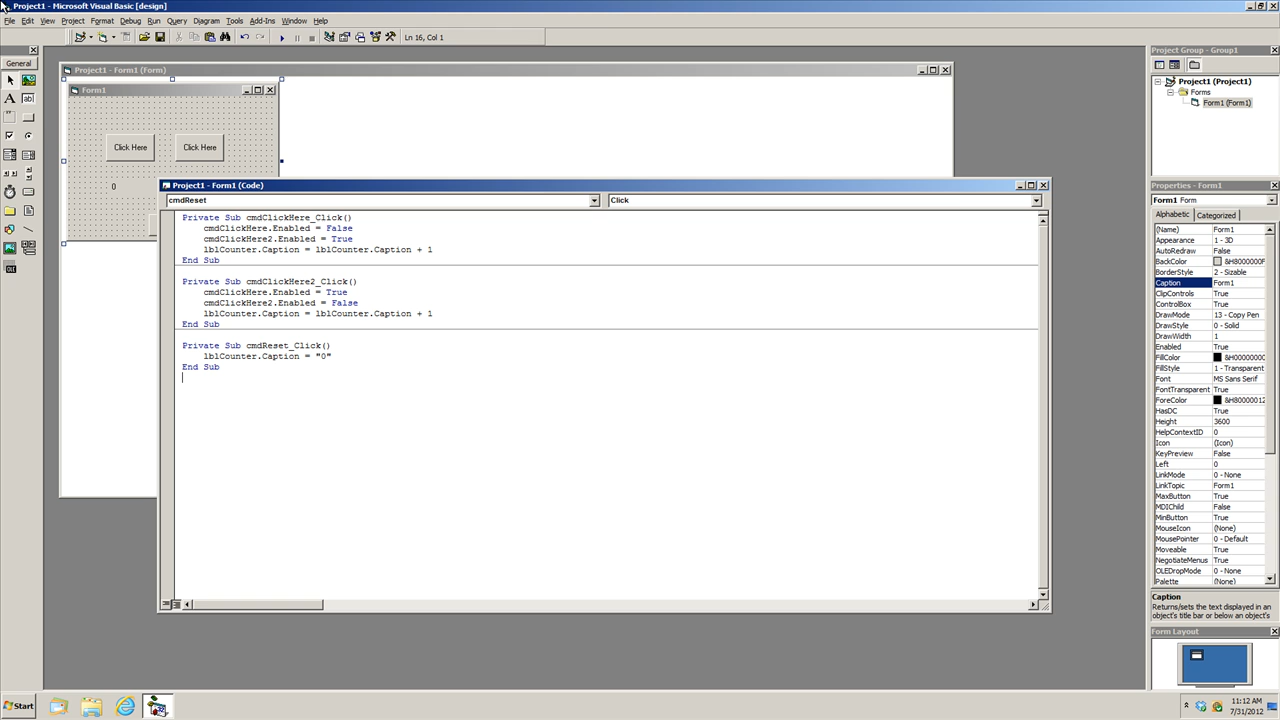 Project1 - Microsoft Visual Basic [design]
File Edit View Project Format Debug Run Query Diagram Tools Add-Ins Window Help
Ln 16, Col 1
General
Project1 - Form1 (Form)
Form1
Click Here Click Here
0
Project1 - Form1 (Code)
cmdReset Click
Private Sub cmdClickHere_Click()
cmdClickHere.Enabled = False
cmdClickHere2.Enabled = True
lblCounter.Caption = lblCounter.Caption + 1
End Sub
Private Sub cmdClickHere2_Click()
cmdClickHere.Enabled = True
cmdClickHere2.Enabled = False
lblCounter.Caption = lblCounter.Caption + 1
End Sub
Private Sub cmdReset_Click()
lblCounter.Caption = "0"
End Sub
Project Group - Group1
Project1 (Project1)
Forms
Form1 (Form1)
Properties - Form1
Form1 Form
Alphabetic Categorized
(Name) Form1
Appearance 1 - 3D
AutoRedraw False
BackColor &H8000000F
BorderStyle 2 - Sizable
Caption Form1
ClipControls True
ControlBox True
DrawMode 13 - Copy Pen
DrawStyle 0 - Solid
DrawWidth 1
Enabled True
FillColor &H00000000
FillStyle 1 - Transparent
Font MS Sans Serif
FontTransparent True
ForeColor &H80000012
HasDC True
Height 3600
HelpContextID 0
Icon (Icon)
KeyPreview False
Left 0
LinkMode 0 - None
LinkTopic Form1
MaxButton True
MDIChild False
MinButton True
MouseIcon (None)
MousePointer 0 - Default
Moveable True
NegotiateMenus True
OLEDropMode 0 - None
Palette (None)
Caption
Returns/sets the text displayed in an
object's title bar or below an object's
Form Layout
Start
11:12 AM
7/31/2012